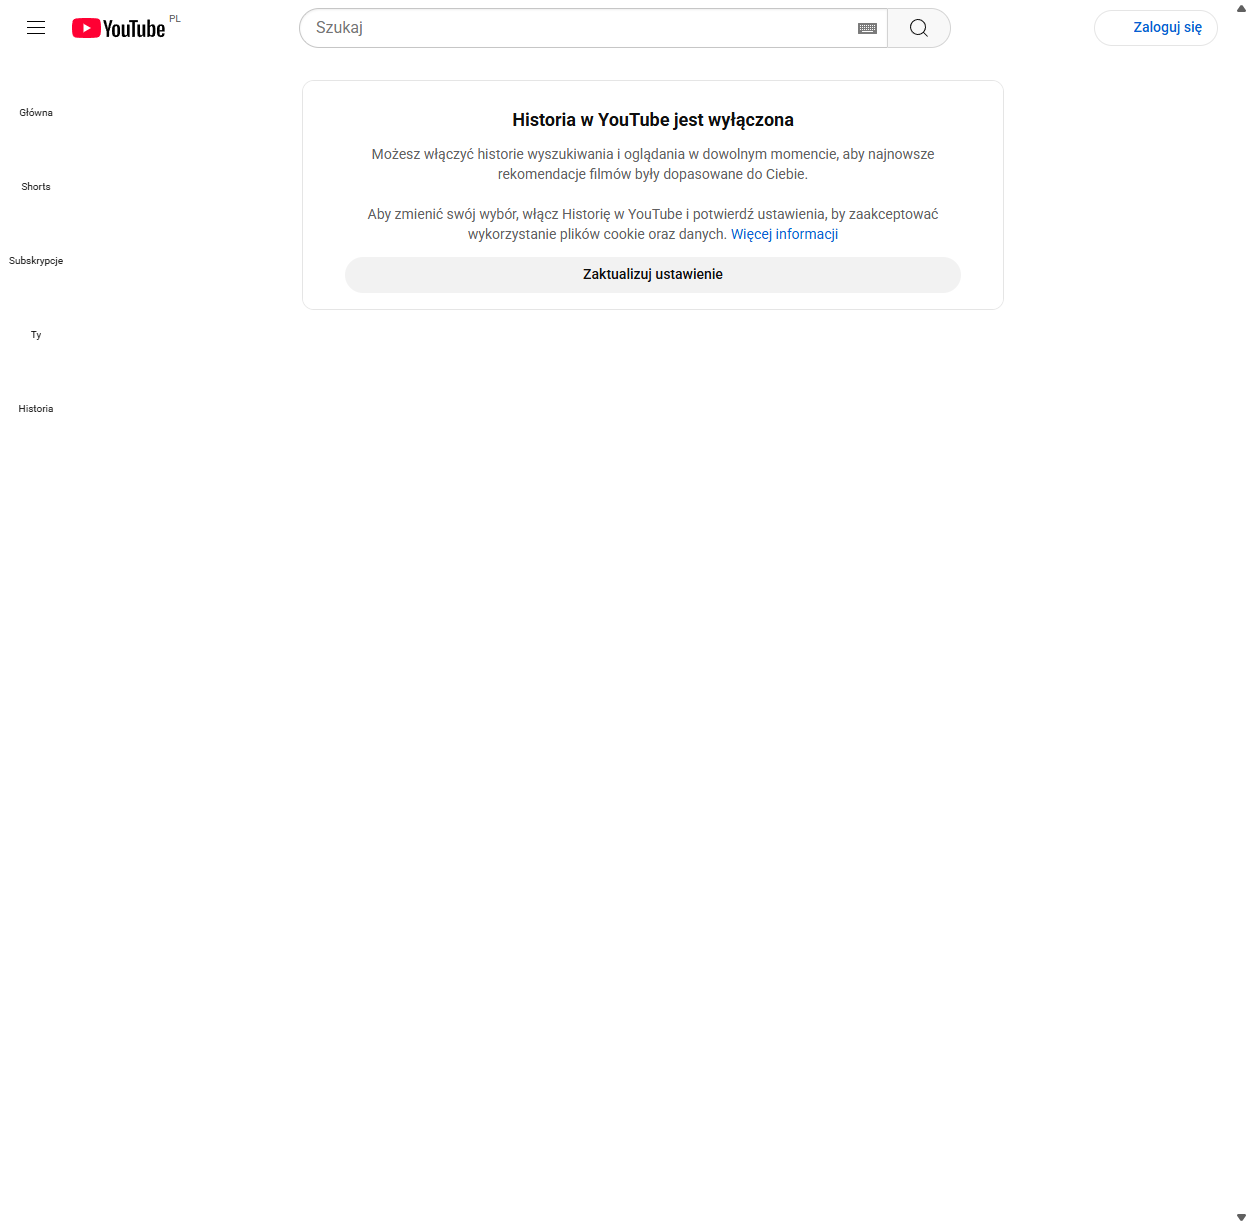 YouTube PL
Szukaj
Zaloguj się
Główna
Shorts
Subskrypcje
Ty
Historia
Historia w YouTube jest wyłączona
Możesz włączyć historie wyszukiwania i oglądania w dowolnym momencie, aby najnowsze
rekomendacje filmów były dopasowane do Ciebie.
Aby zmienić swój wybór, włącz Historię w YouTube i potwierdź ustawienia, by zaakceptować
wykorzystanie plików cookie oraz danych. Więcej informacji
Zaktualizuj ustawienie